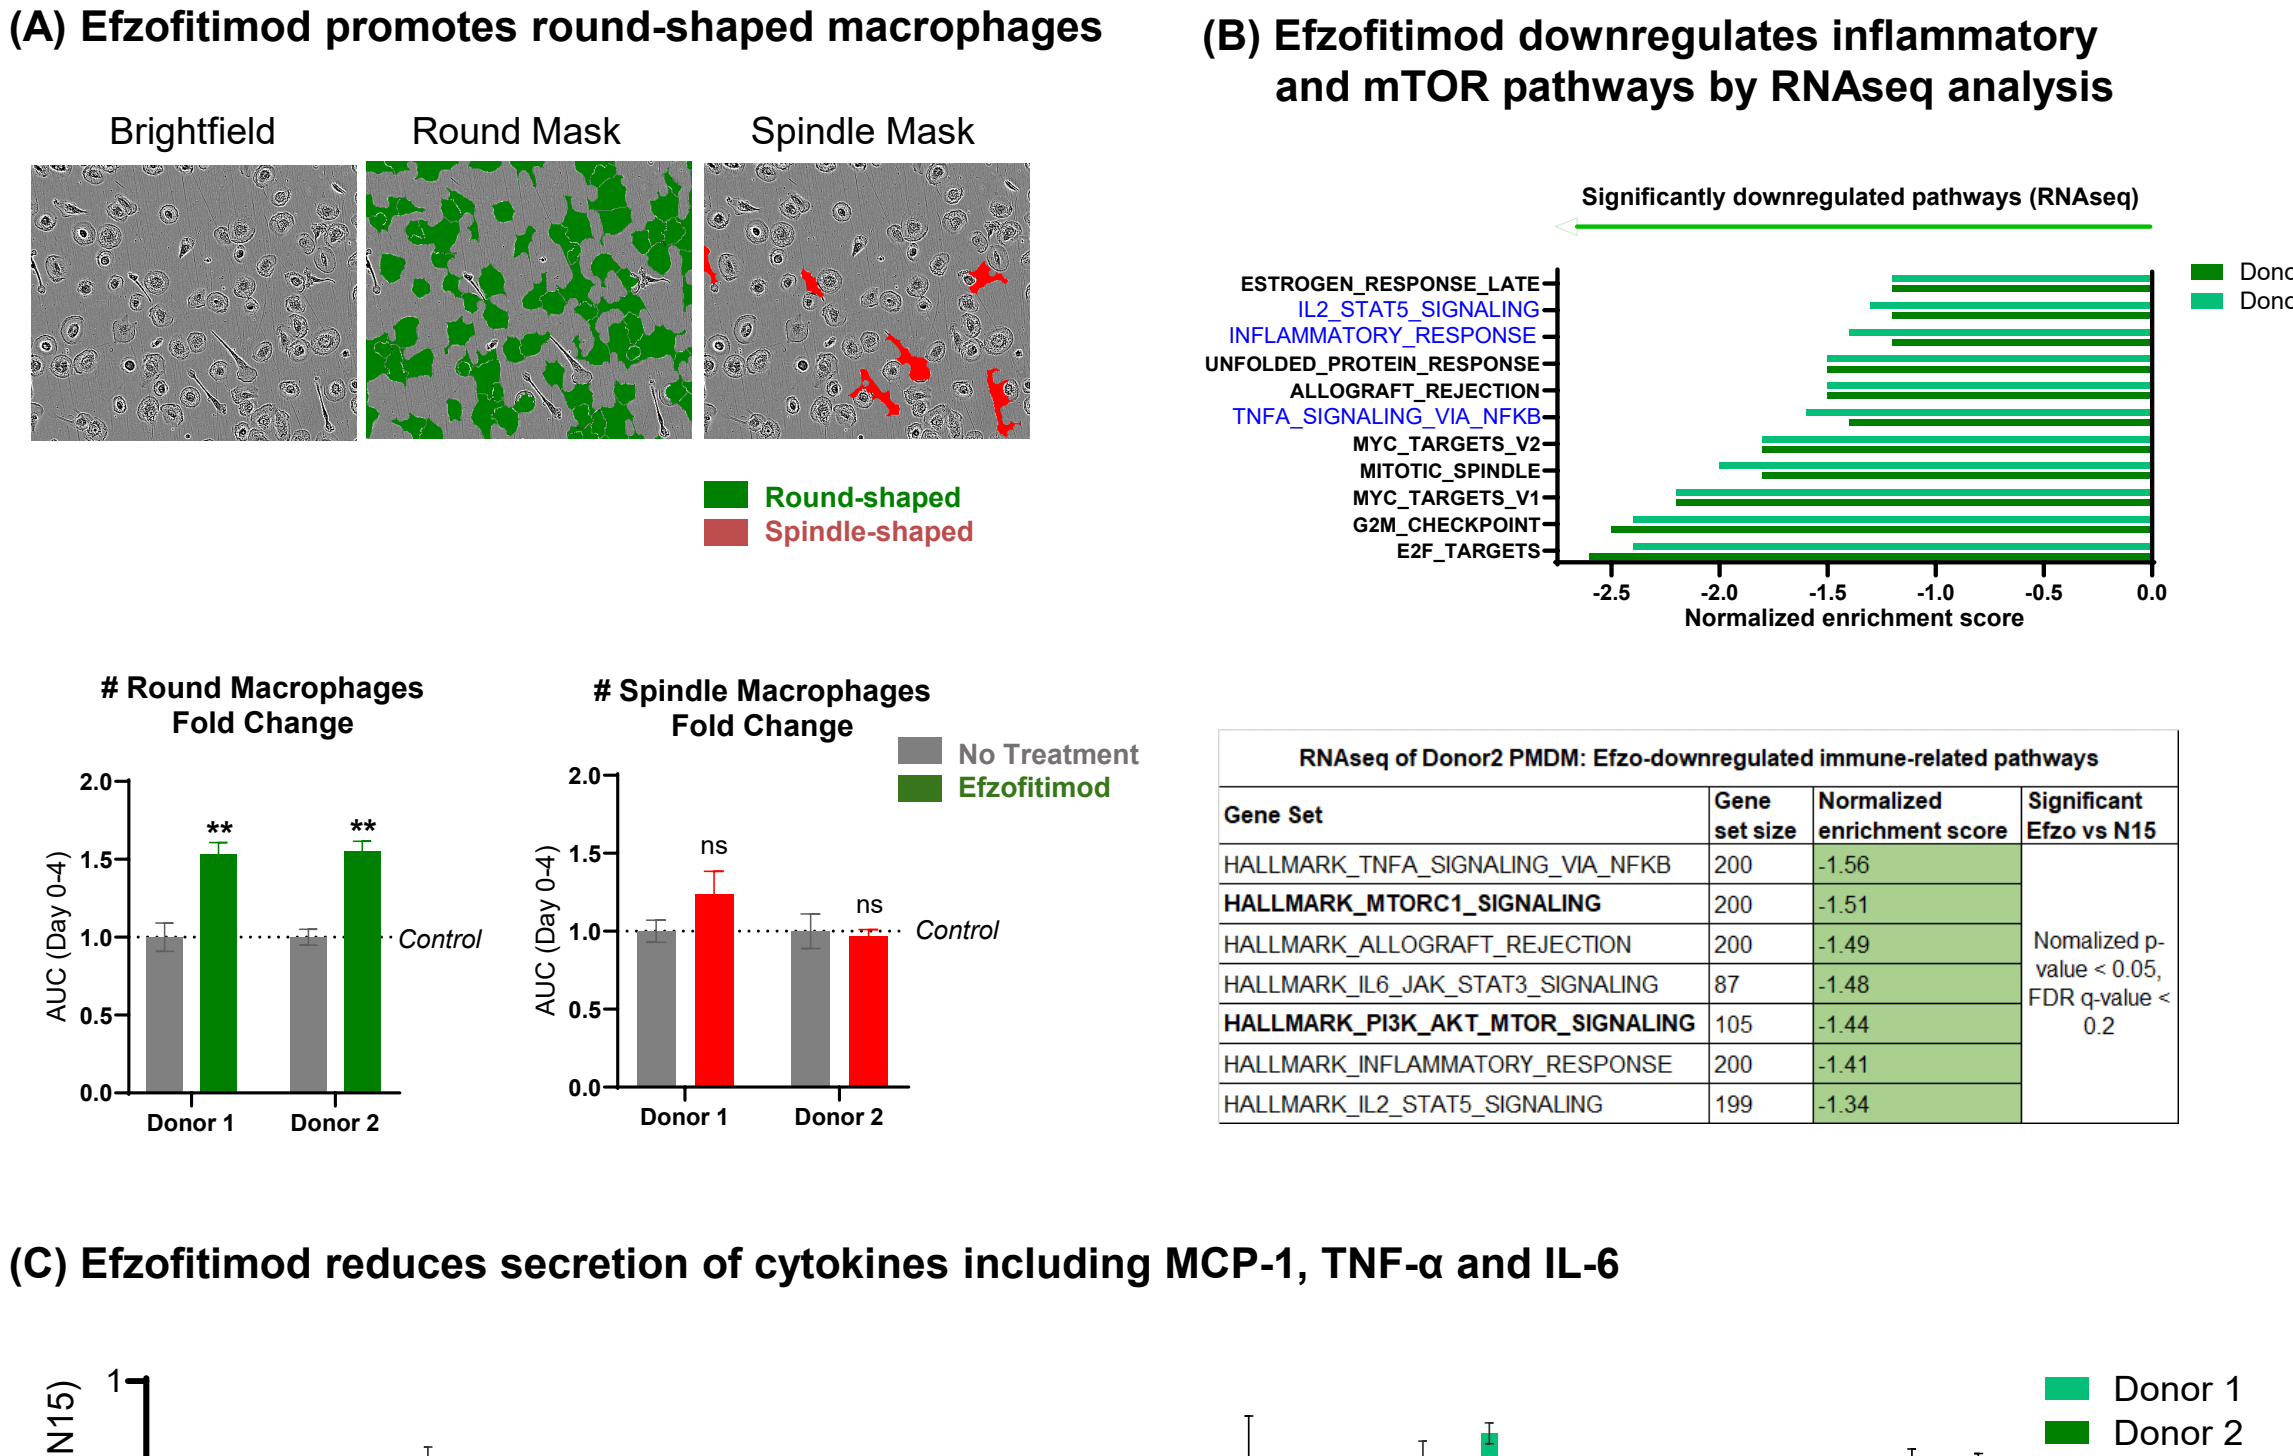 (A) Efzofitimod promotes round-shaped macrophages
Brightfield
Round Mask
Spindle Mask
Round-shaped
Spindle-shaped
# Round Macrophages
Fold Change
AUC (Day 0-4)
2.0
1.5
1.0
0.5
0.0
**
**
Control
Donor 1
Donor 2
# Spindle Macrophages
Fold Change
No Treatment
Efzofitimod
AUC (Day 0-4)
2.0
1.5
1.0
0.5
0.0
ns
ns
Control
Donor 1
Donor 2
(B) Efzofitimod downregulates inflammatory
and mTOR pathways by RNAseq analysis
Significantly downregulated pathways (RNAseq)
ESTROGEN_RESPONSE_LATE
IL2_STAT5_SIGNALING
INFLAMMATORY_RESPONSE
UNFOLDED_PROTEIN_RESPONSE
ALLOGRAFT_REJECTION
TNFA_SIGNALING_VIA_NFKB
MYC_TARGETS_V2
MITOTIC_SPINDLE
MYC_TARGETS_V1
G2M_CHECKPOINT
E2F_TARGETS
-2.5 -2.0 -1.5 -1.0 -0.5 0.0
Normalized enrichment score
RNAseq of Donor2 PMDM: Efzo-downregulated immune-related pathways
Gene Set
Gene
set size
Normalized
enrichment score
Significant
Efzo vs N15
HALLMARK_TNFA_SIGNALING_VIA_NFKB 200 -1.56
HALLMARK_MTORC1_SIGNALING 200 -1.51
HALLMARK_ALLOGRAFT_REJECTION 200 -1.49
HALLMARK_IL6_JAK_STAT3_SIGNALING 87 -1.48
HALLMARK_PI3K_AKT_MTOR_SIGNALING 105 -1.44
HALLMARK_INFLAMMATORY_RESPONSE 200 -1.41
HALLMARK_IL2_STAT5_SIGNALING 199 -1.34
Nomalized p-
value < 0.05,
FDR q-value <
0.2
(C) Efzofitimod reduces secretion of cytokines including MCP-1, TNF-α and IL-6
N15)
1
Donor 1
Donor 2